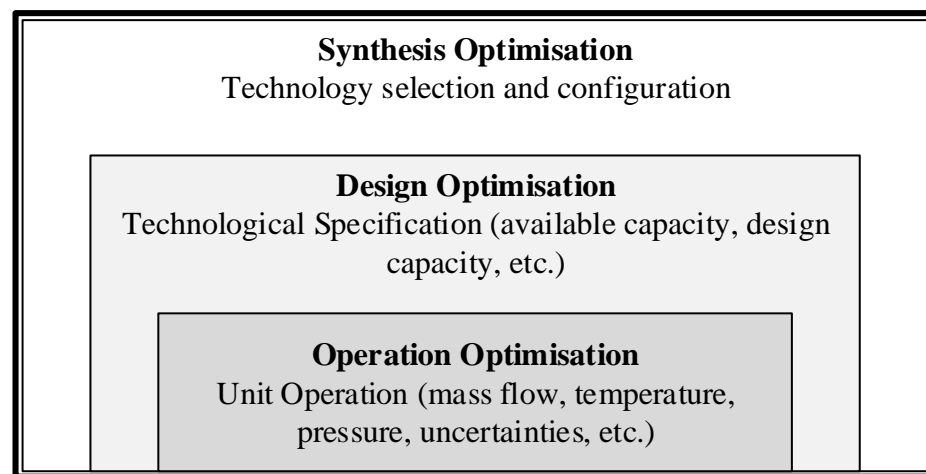 Synthesis Optimisation
Technology selection and configuration
Design Optimisation
Technological Specification (available capacity, design
capacity, etc.)
Operation Optimisation
Unit Operation (mass flow, temperature,
pressure, uncertainties, etc.)